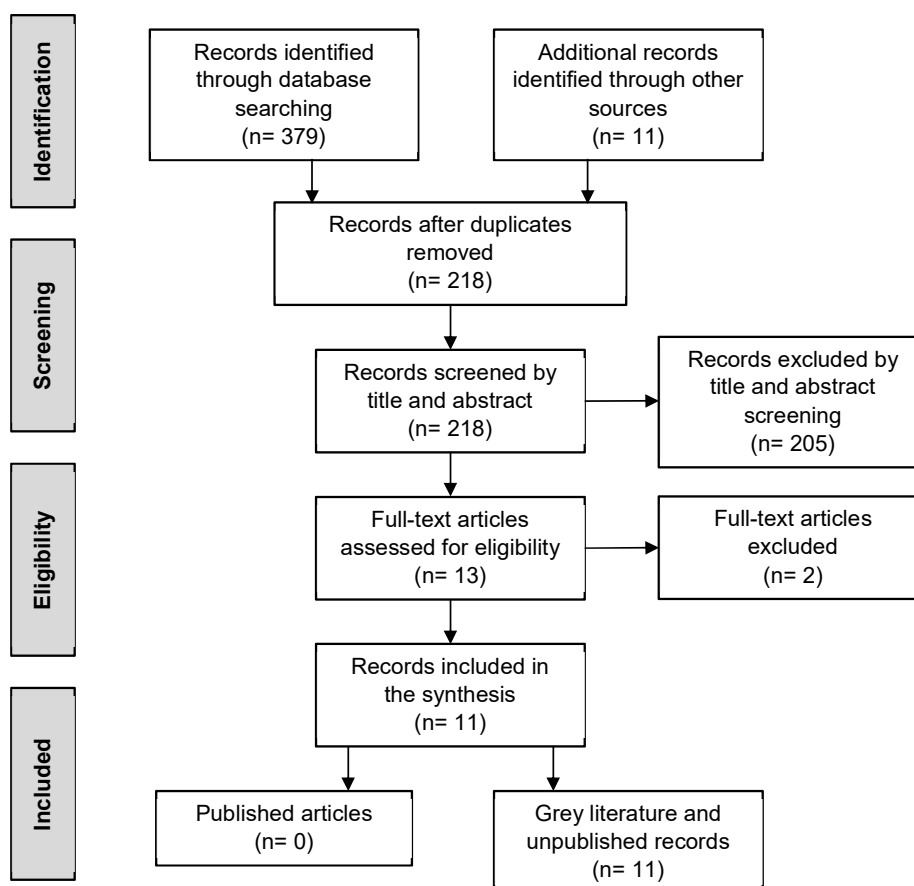 Identification
Records identified
through database
searching
(n= 379)
Additional records
identified through other
sources
(n= 11)
Records after duplicates
removed
(n= 218)
Screening
Records screened by
title and abstract
(n= 218)
Records excluded by
title and abstract
screening
(n= 205)
Eligibility
Full-text articles
assessed for eligibility
(n= 13)
Full-text articles
excluded
(n= 2)
Records included in
the synthesis
(n= 11)
Included
Published articles
(n= 0)
Grey literature and
unpublished records
(n= 11)